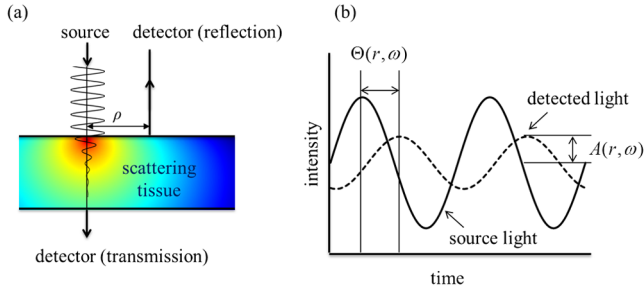 (a)
source
detector (reflection)
ρ
scattering
tissue
detector (transmission)
(b)
Θ(r,ω)
detected light
A(r,ω)
intensity
source light
time